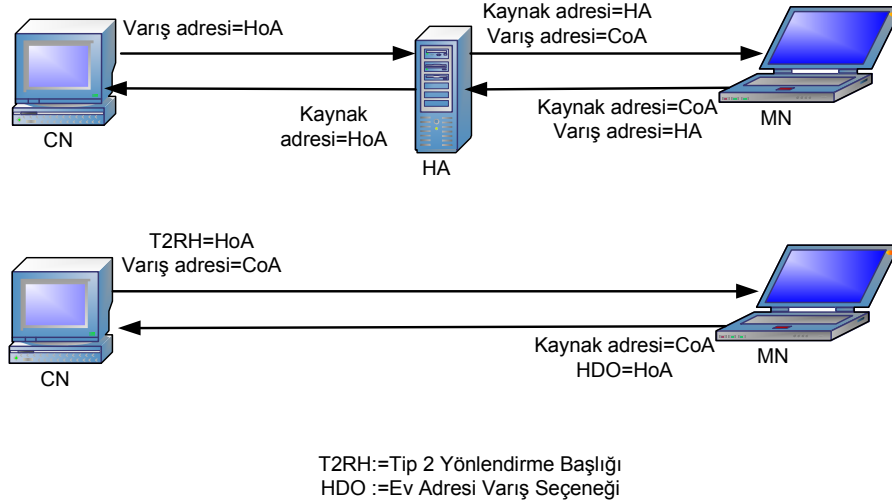 Varış adresi=HoA
Kaynak adresi=HA
Varış adresi=CoA
Kaynak
adresi=HoA
Kaynak adresi=CoA
Varış adresi=HA
CN
HA
MN
T2RH=HoA
Varış adresi=CoA
Kaynak adresi=CoA
HDO=HoA
CN
MN
T2RH:=Tip 2 Yönlendirme Başlığı
HDO :=Ev Adresi Varış Seçeneği